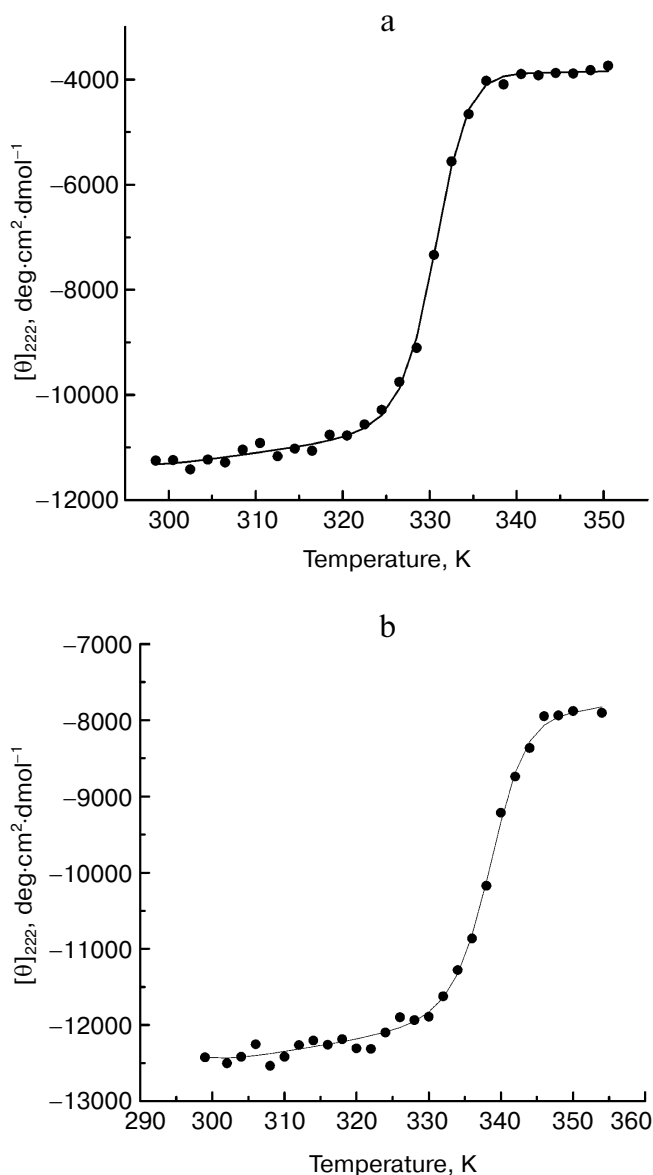 a
−4000
−6000
−8000
−10000
−12000
[θ]₂₂₂, deg·cm²·dmol⁻¹
300 310 320 330 340 350
Temperature, K
b
−7000
−8000
−9000
−10000
−11000
−12000
−13000
[θ]₂₂₂, deg·cm²·dmol⁻¹
290 300 310 320 330 340 350 360
Temperature, K